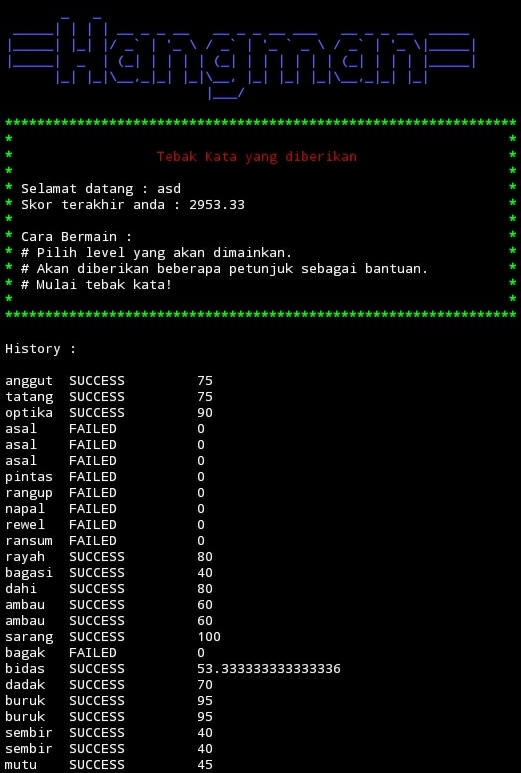 Hangman
Tebak Kata yang diberikan
Selamat datang : asd
Skor terakhir anda : 2953.33
Cara Bermain :
# Pilih level yang akan dimainkan.
# Akan diberikan beberapa petunjuk sebagai bantuan.
# Mulai tebak kata!
History :
anggut SUCCESS 75
tatang SUCCESS 75
optika SUCCESS 90
asal FAILED 0
asal FAILED 0
asal FAILED 0
pintas FAILED 0
rangup FAILED 0
napal FAILED 0
rewel FAILED 0
ransum FAILED 0
rayah SUCCESS 80
bagasi SUCCESS 40
dahi SUCCESS 80
ambau SUCCESS 60
ambau SUCCESS 60
sarang SUCCESS 100
bagak FAILED 0
bidas SUCCESS 53.333333333333336
dadak SUCCESS 70
buruk SUCCESS 95
buruk SUCCESS 95
sembir SUCCESS 40
sembir SUCCESS 40
mutu SUCCESS 45